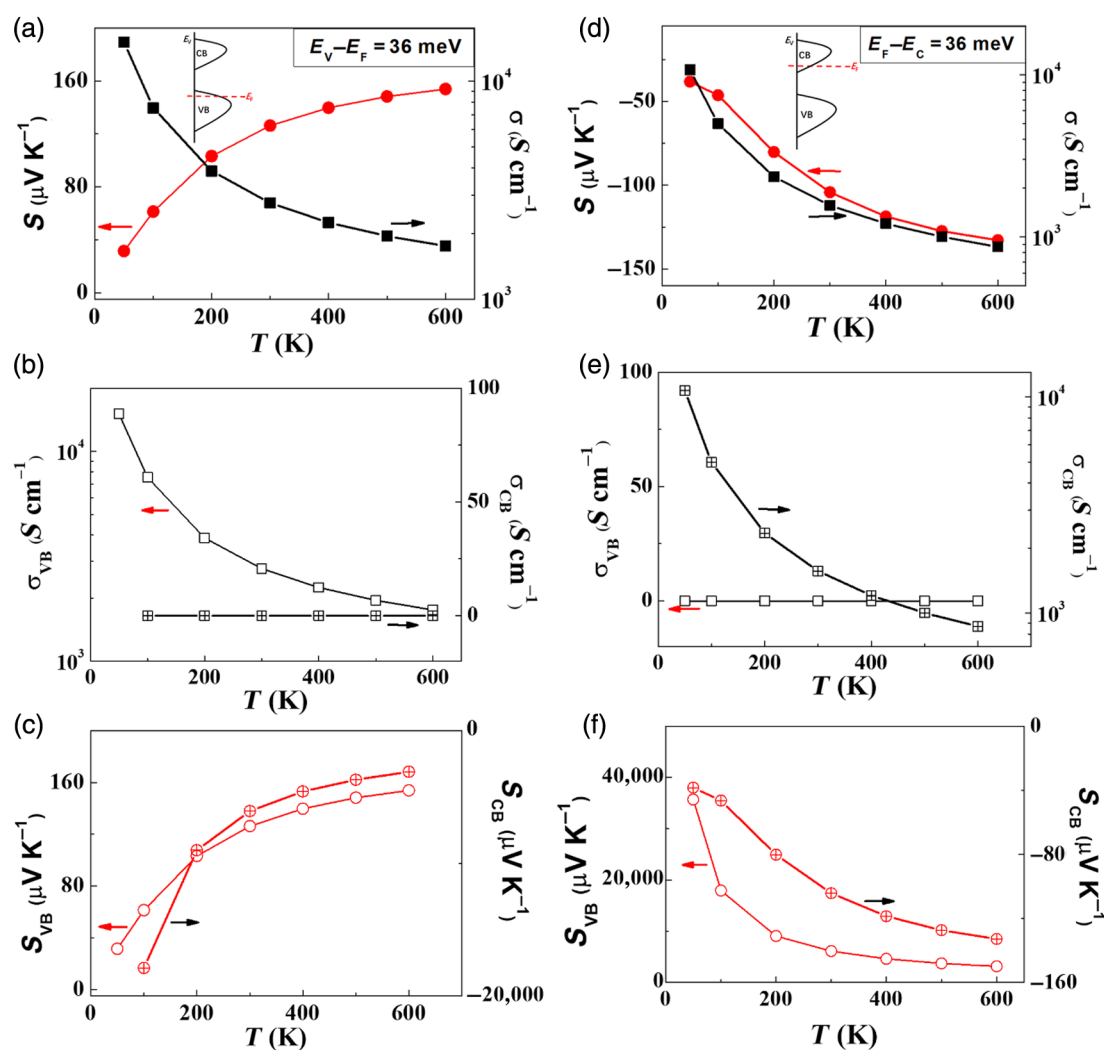 (a)
E_V–E_F = 36 meV
E_V
CB
E_F
VB
160
80
0
S (μV K⁻¹)
10⁴
10³
σ (S cm⁻¹)
0 200 400 600
T (K)
(d)
E_F–E_C = 36 meV
E_V
CB
E_F
VB
–50
–100
–150
S (μV K⁻¹)
10⁴
10³
σ (S cm⁻¹)
0 200 400 600
T (K)
(b)
10⁴
10³
σ_VB (S cm⁻¹)
100
50
0
σ_CB (S cm⁻¹)
0 200 400 600
T (K)
(e)
100
50
0
σ_VB (S cm⁻¹)
10⁴
10³
σ_CB (S cm⁻¹)
0 200 400 600
T (K)
(c)
160
80
0
S_VB (μV K⁻¹)
0
–20,000
S_CB (μV K⁻¹)
0 200 400 600
T (K)
(f)
40,000
20,000
0
S_VB (μV K⁻¹)
0
–80
–160
S_CB (μV K⁻¹)
0 200 400 600
T (K)